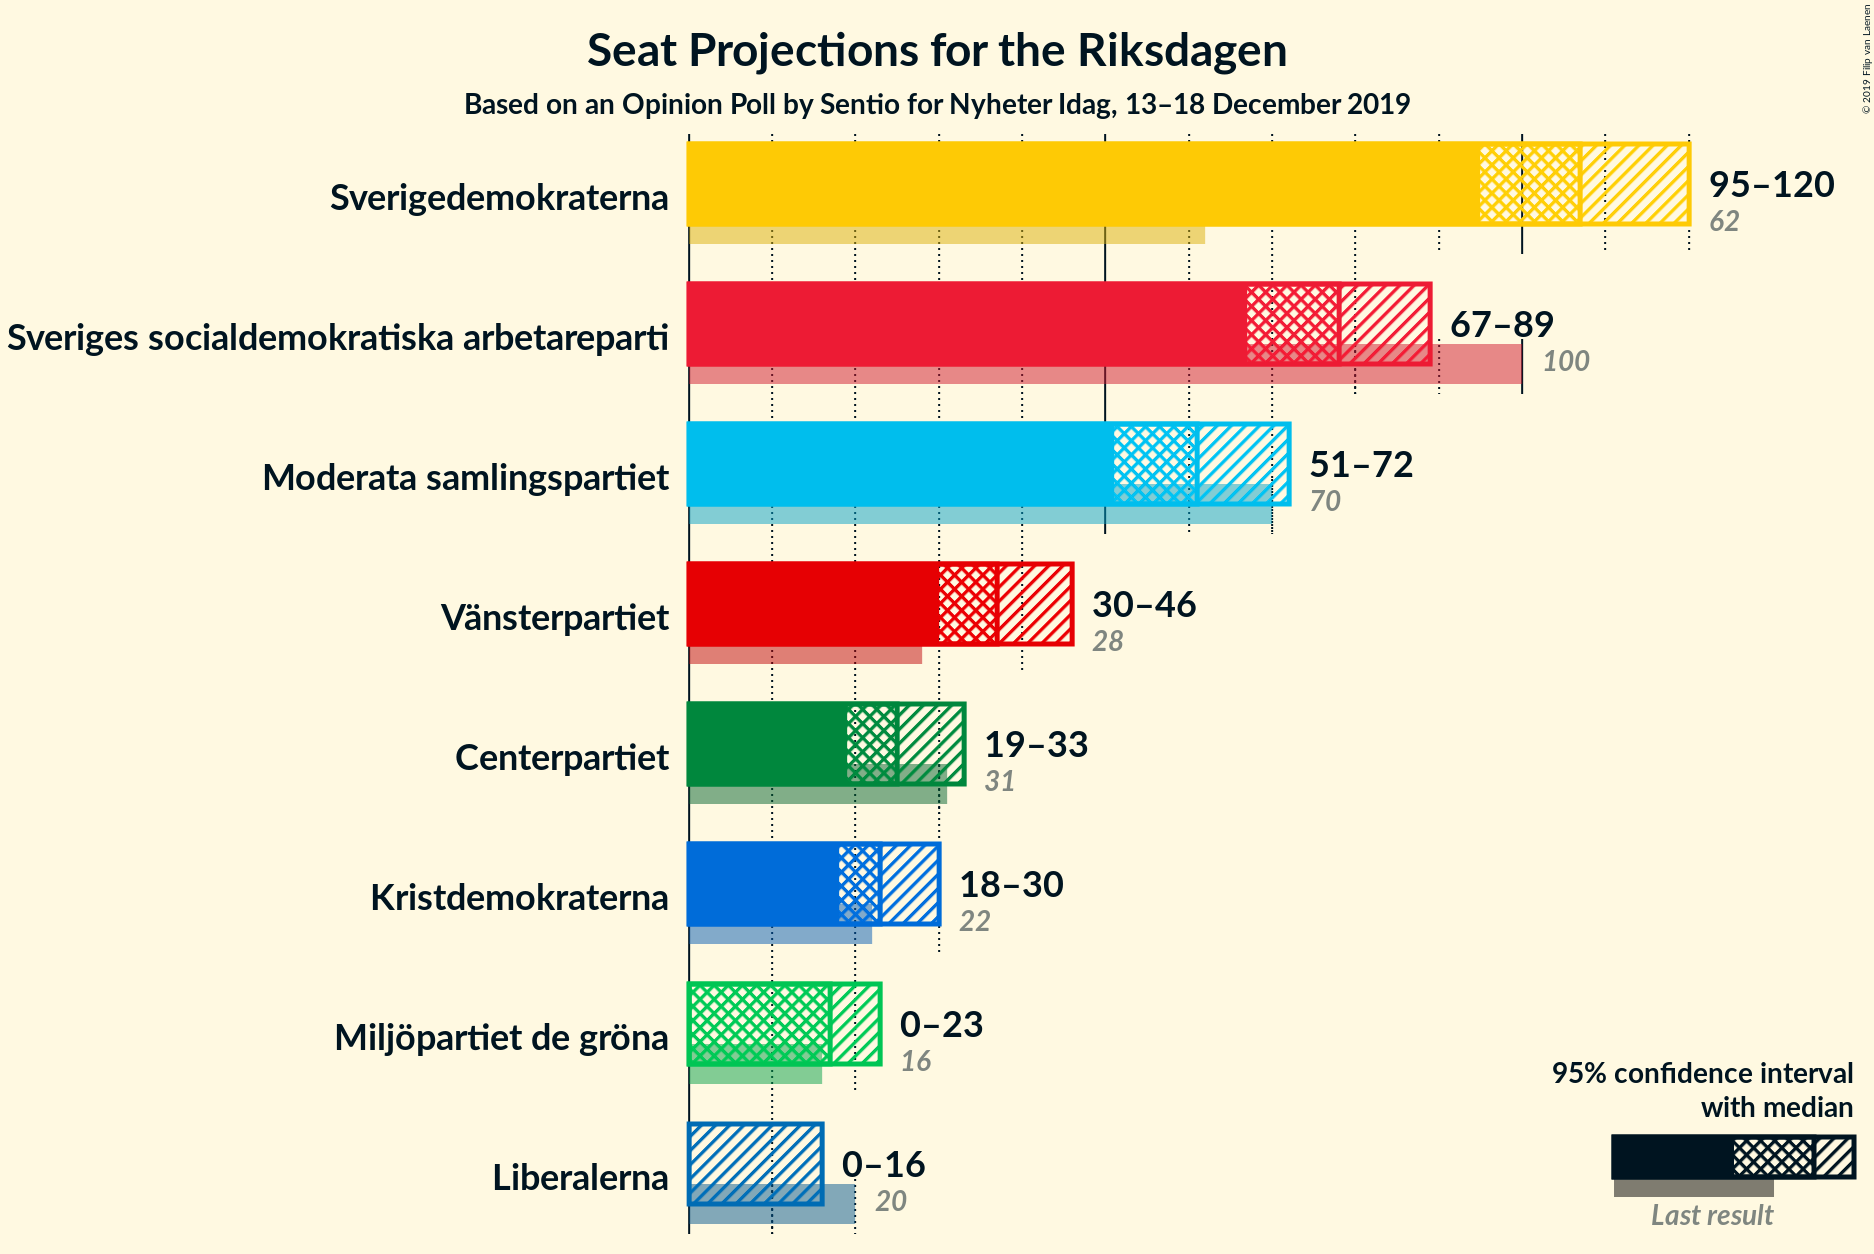 Seat Projections for the Riksdagen
Based on an Opinion Poll by Sentio for Nyheter Idag, 13–18 December 2019
© 2019 Filip van Laenen
Sverigedemokraterna
95–120
62
Sveriges socialdemokratiska arbetareparti
67–89
100
Moderata samlingspartiet
51–72
70
Vänsterpartiet
30–46
28
Centerpartiet
19–33
31
Kristdemokraterna
18–30
22
Miljöpartiet de gröna
0–23
16
Liberalerna
0–16
20
95% confidence interval
with median
Last result